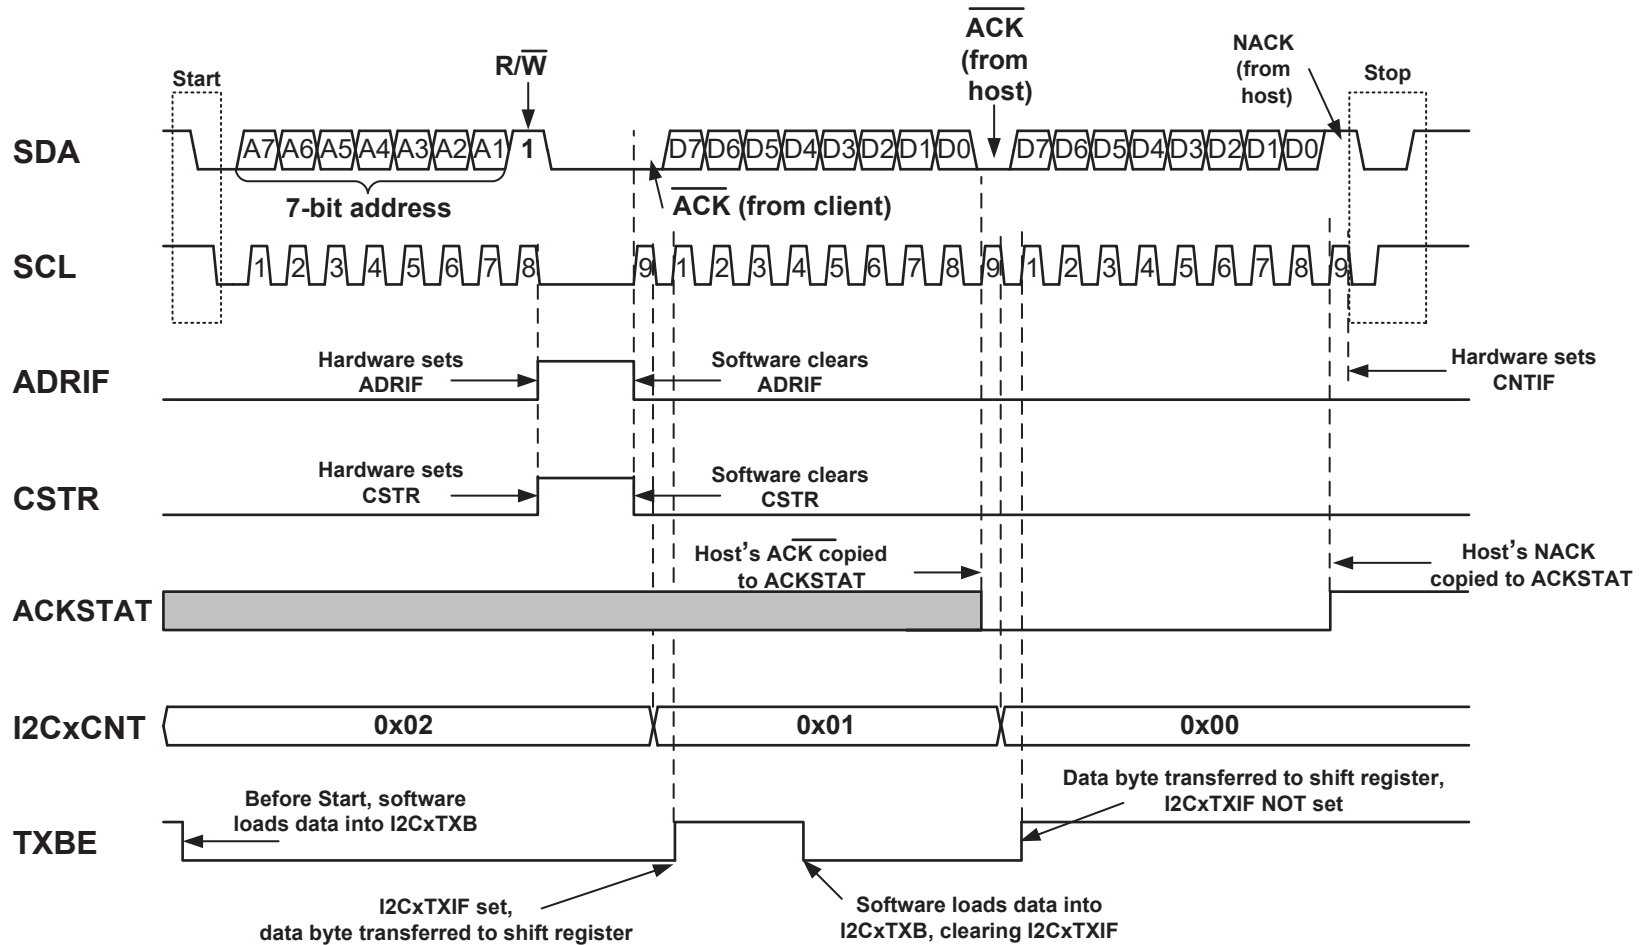 ACK
(from
host)
NACK
(from
host)
R/W
Start
Stop
SDA
A7 A6 A5 A4 A3 A2 A1 1 D7 D6 D5 D4 D3 D2 D1 D0 D7 D6 D5 D4 D3 D2 D1 D0
7-bit address
ACK (from client)
SCL
1 2 3 4 5 6 7 8 9 1 2 3 4 5 6 7 8 9 1 2 3 4 5 6 7 8 9
ADRIF
Hardware sets
ADRIF
Software clears
ADRIF
Hardware sets
CNTIF
CSTR
Hardware sets
CSTR
Software clears
CSTR
Host's ACK copied
to ACKSTAT
Host's NACK
copied to ACKSTAT
ACKSTAT
I2CxCNT
0x02 0x01 0x00
TXBE
Before Start, software
loads data into I2CxTXB
Data byte transferred to shift register,
I2CxTXIF NOT set
I2CxTXIF set,
data byte transferred to shift register
Software loads data into
I2CxTXB, clearing I2CxTXIF